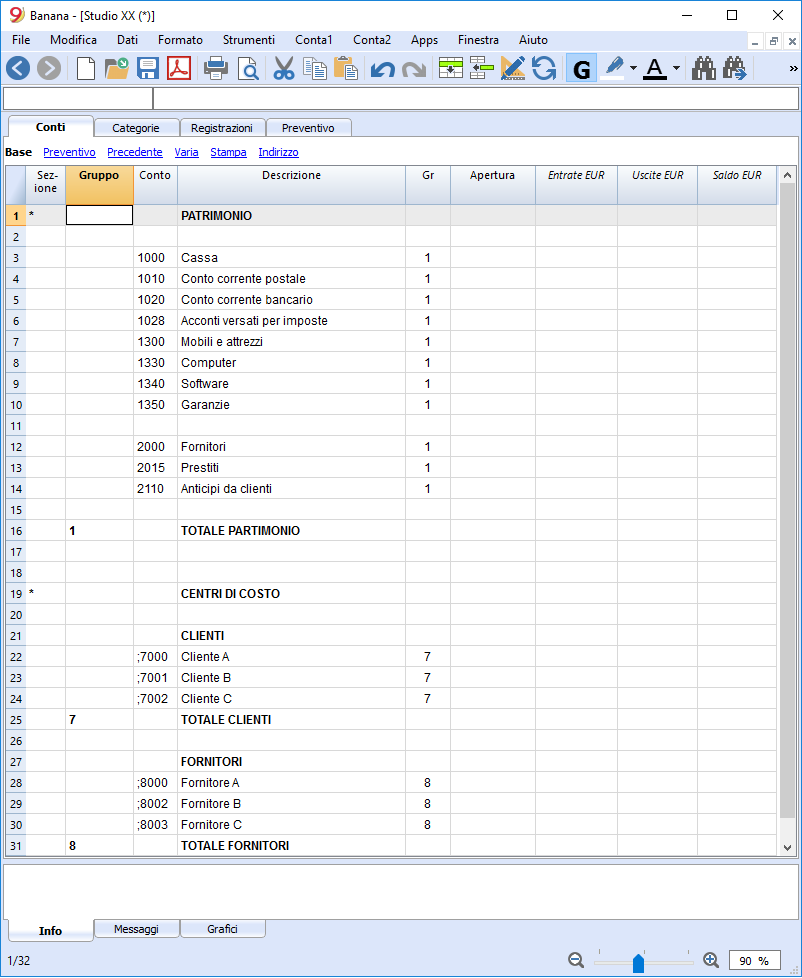 Banana - [Studio XX (*)]
File Modifica Dati Formato Strumenti Conta1 Conta2 Apps Finestra Aiuto
G A »
Conti Categorie Registrazioni Preventivo
Base Preventivo Precedente Varia Stampa Indirizzo
Sez-
ione Gruppo Conto Descrizione Gr Apertura Entrate EUR Uscite EUR Saldo EUR
1 * PATRIMONIO
2
3 1000 Cassa 1
4 1010 Conto corrente postale 1
5 1020 Conto corrente bancario 1
6 1028 Acconti versati per imposte 1
7 1300 Mobili e attrezzi 1
8 1330 Computer 1
9 1340 Software 1
10 1350 Garanzie 1
11
12 2000 Fornitori 1
13 2015 Prestiti 1
14 2110 Anticipi da clienti 1
15
16 1 TOTALE PARTIMONIO
17
18
19 * CENTRI DI COSTO
20
21 CLIENTI
22 ;7000 Cliente A 7
23 ;7001 Cliente B 7
24 ;7002 Cliente C 7
25 7 TOTALE CLIENTI
26
27 FORNITORI
28 ;8000 Fornitore A 8
29 ;8002 Fornitore B 8
30 ;8003 Fornitore C 8
31 8 TOTALE FORNITORI
Info Messaggi Grafici
1/32 90 %